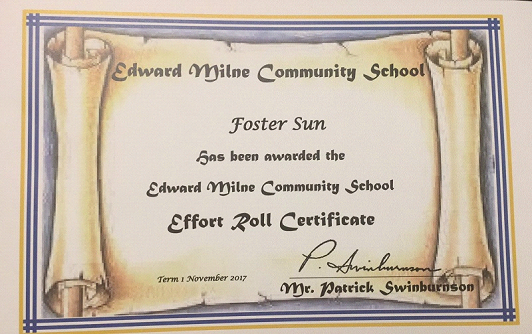 Edward Milne Community School
Foster Sun
Has been awarded the
Edward Milne Community School
Effort Roll Certificate
P. Swinburnson
Term 1 November 2017
Mr. Patrick Swinburnson